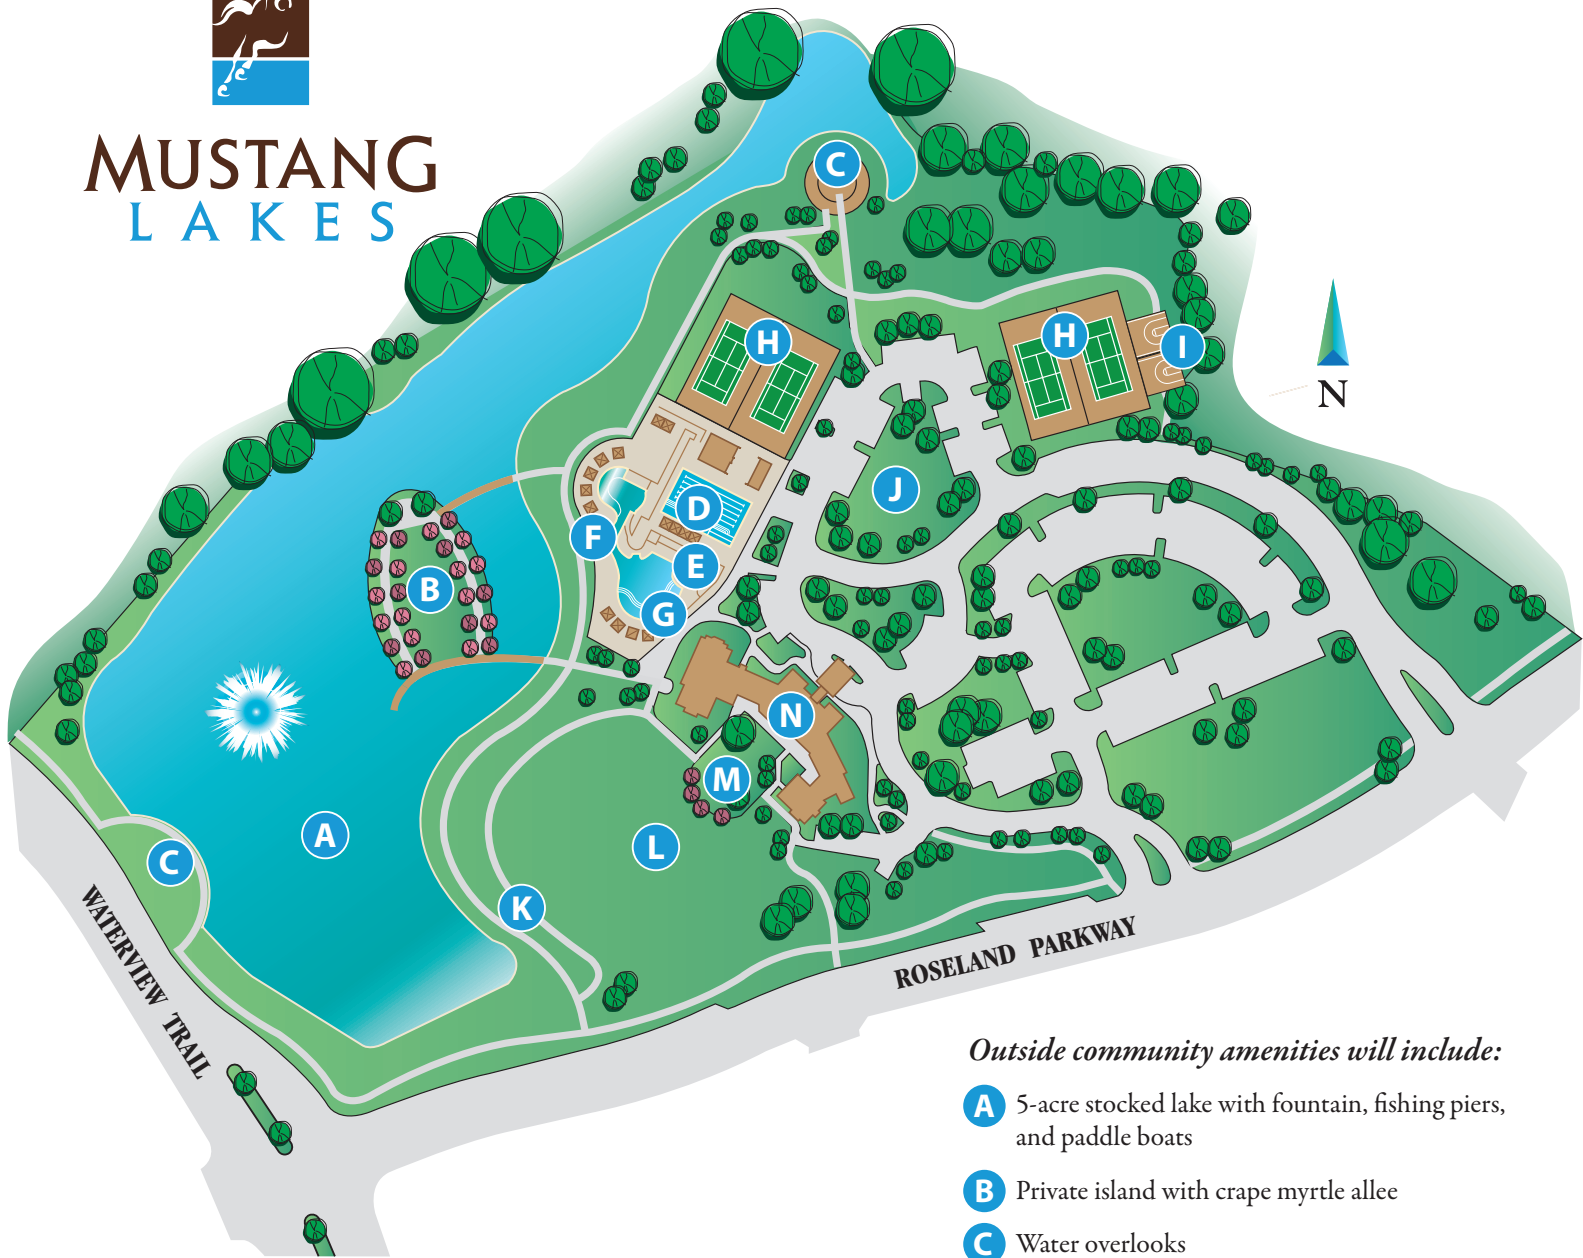 MUSTANG
LAKES
C
H
H
I
N
D
J
F
E
B
G
N
M
A
L
C
K
WATERVIEW TRAIL
ROSELAND PARKWAY
Outside community amenities will include:
A 5-acre stocked lake with fountain, fishing piers,
and paddle boats
B Private island with crape myrtle allee
C Water overlooks